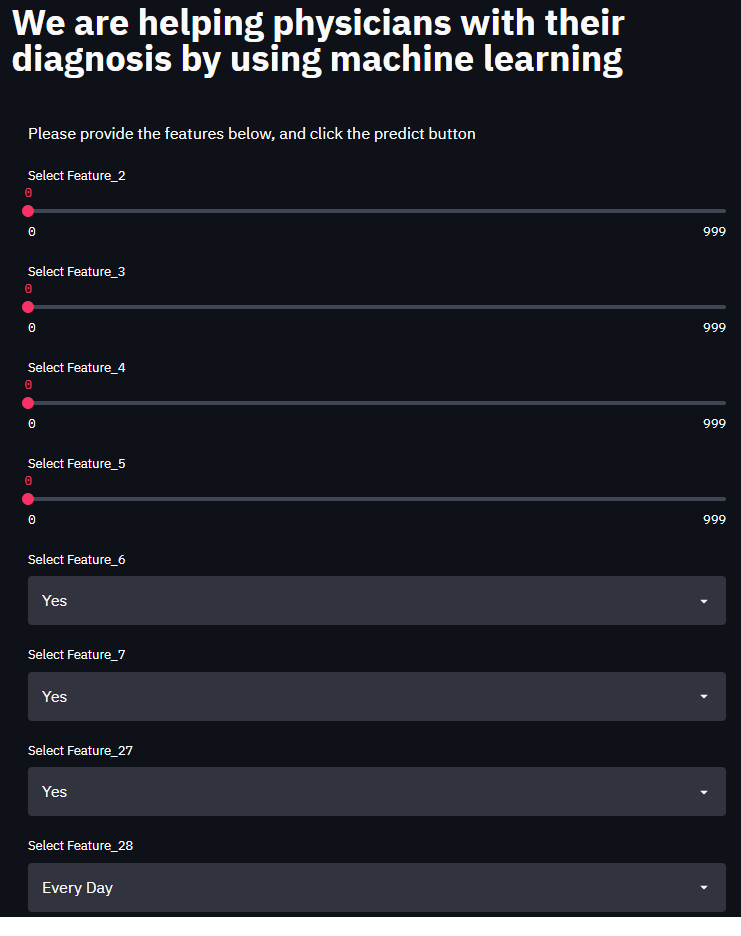 We are helping physicians with their
diagnosis by using machine learning
Please provide the features below, and click the predict button
Select Feature_2
0
0 999
Select Feature_3
0
0 999
Select Feature_4
0
0 999
Select Feature_5
0
0 999
Select Feature_6
Yes
Select Feature_7
Yes
Select Feature_27
Yes
Select Feature_28
Every Day